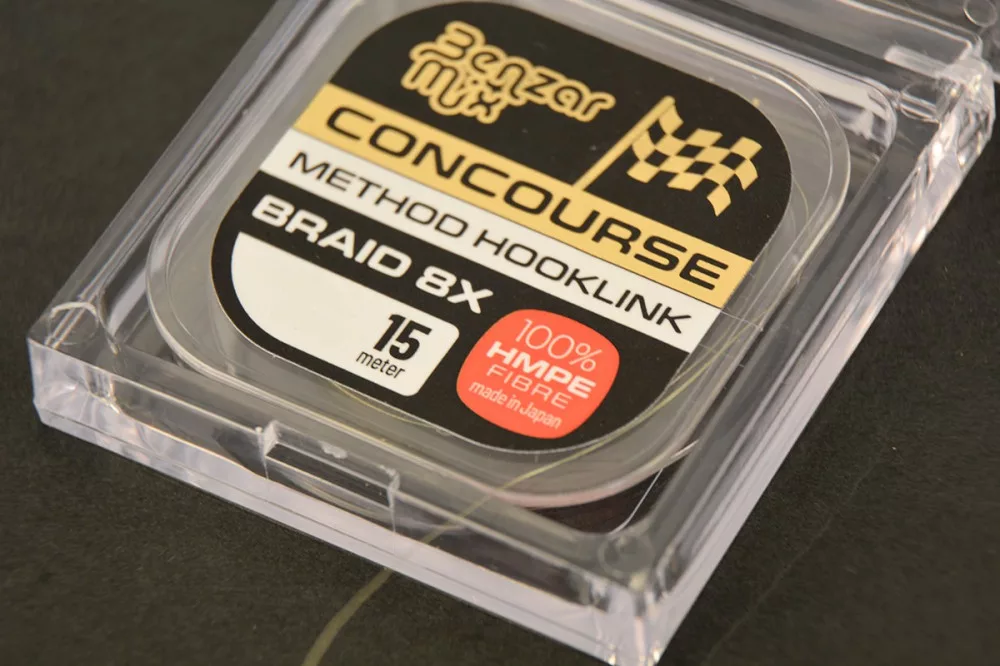 Benzar
Mix
CONCOURSE
METHOD HOOKLINK
BRAID 8X
15
meter
100%
HMPE
FIBRE
made in Japan